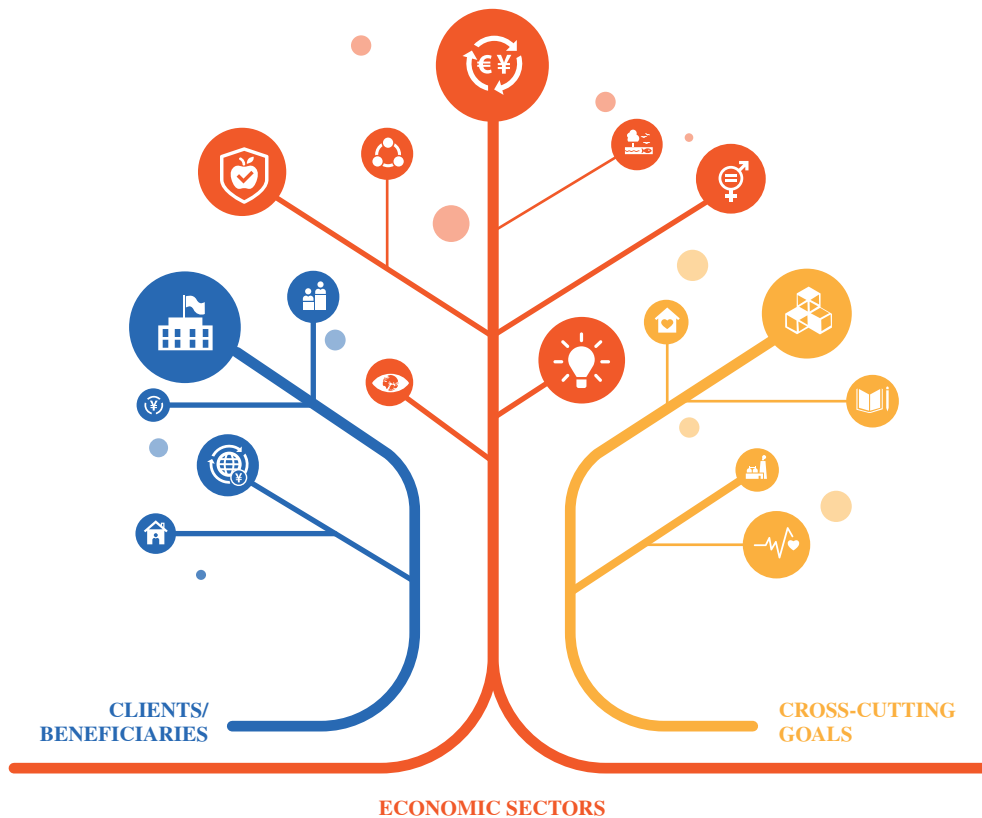 € ¥
¥
¥
CLIENTS/
BENEFICIARIES
CROSS-CUTTING
GOALS
ECONOMIC SECTORS